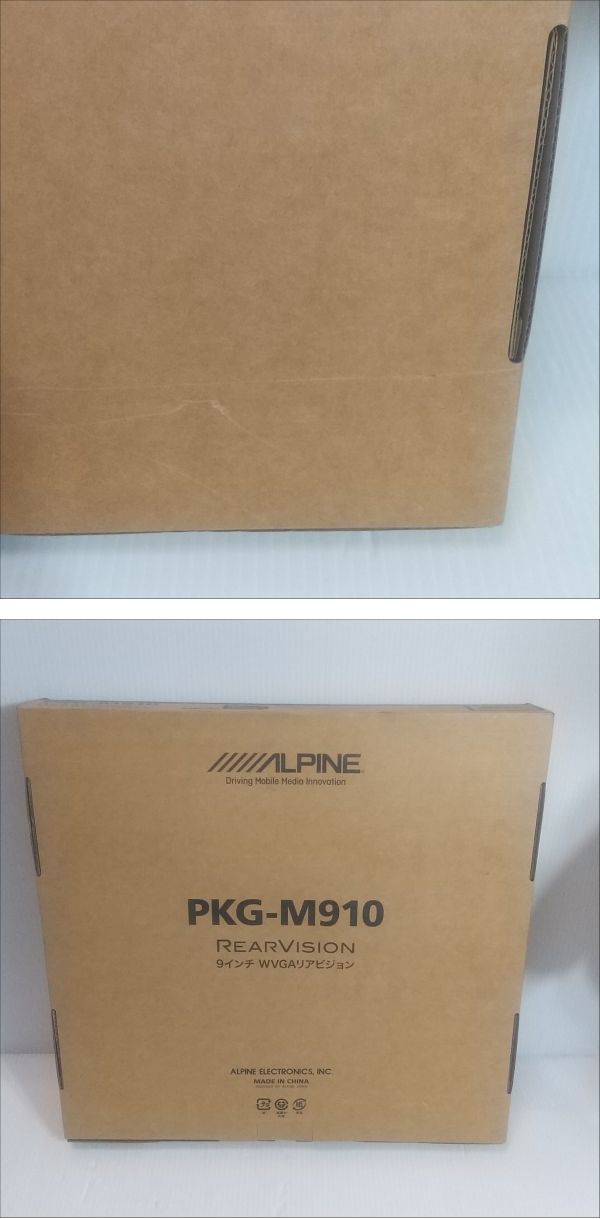 ALPINE
Driving Mobile Media Innovation
PKG-M910
REARVISION
9インチ WVGAリアビジョン
ALPINE ELECTRONICS, INC.
MADE IN CHINA